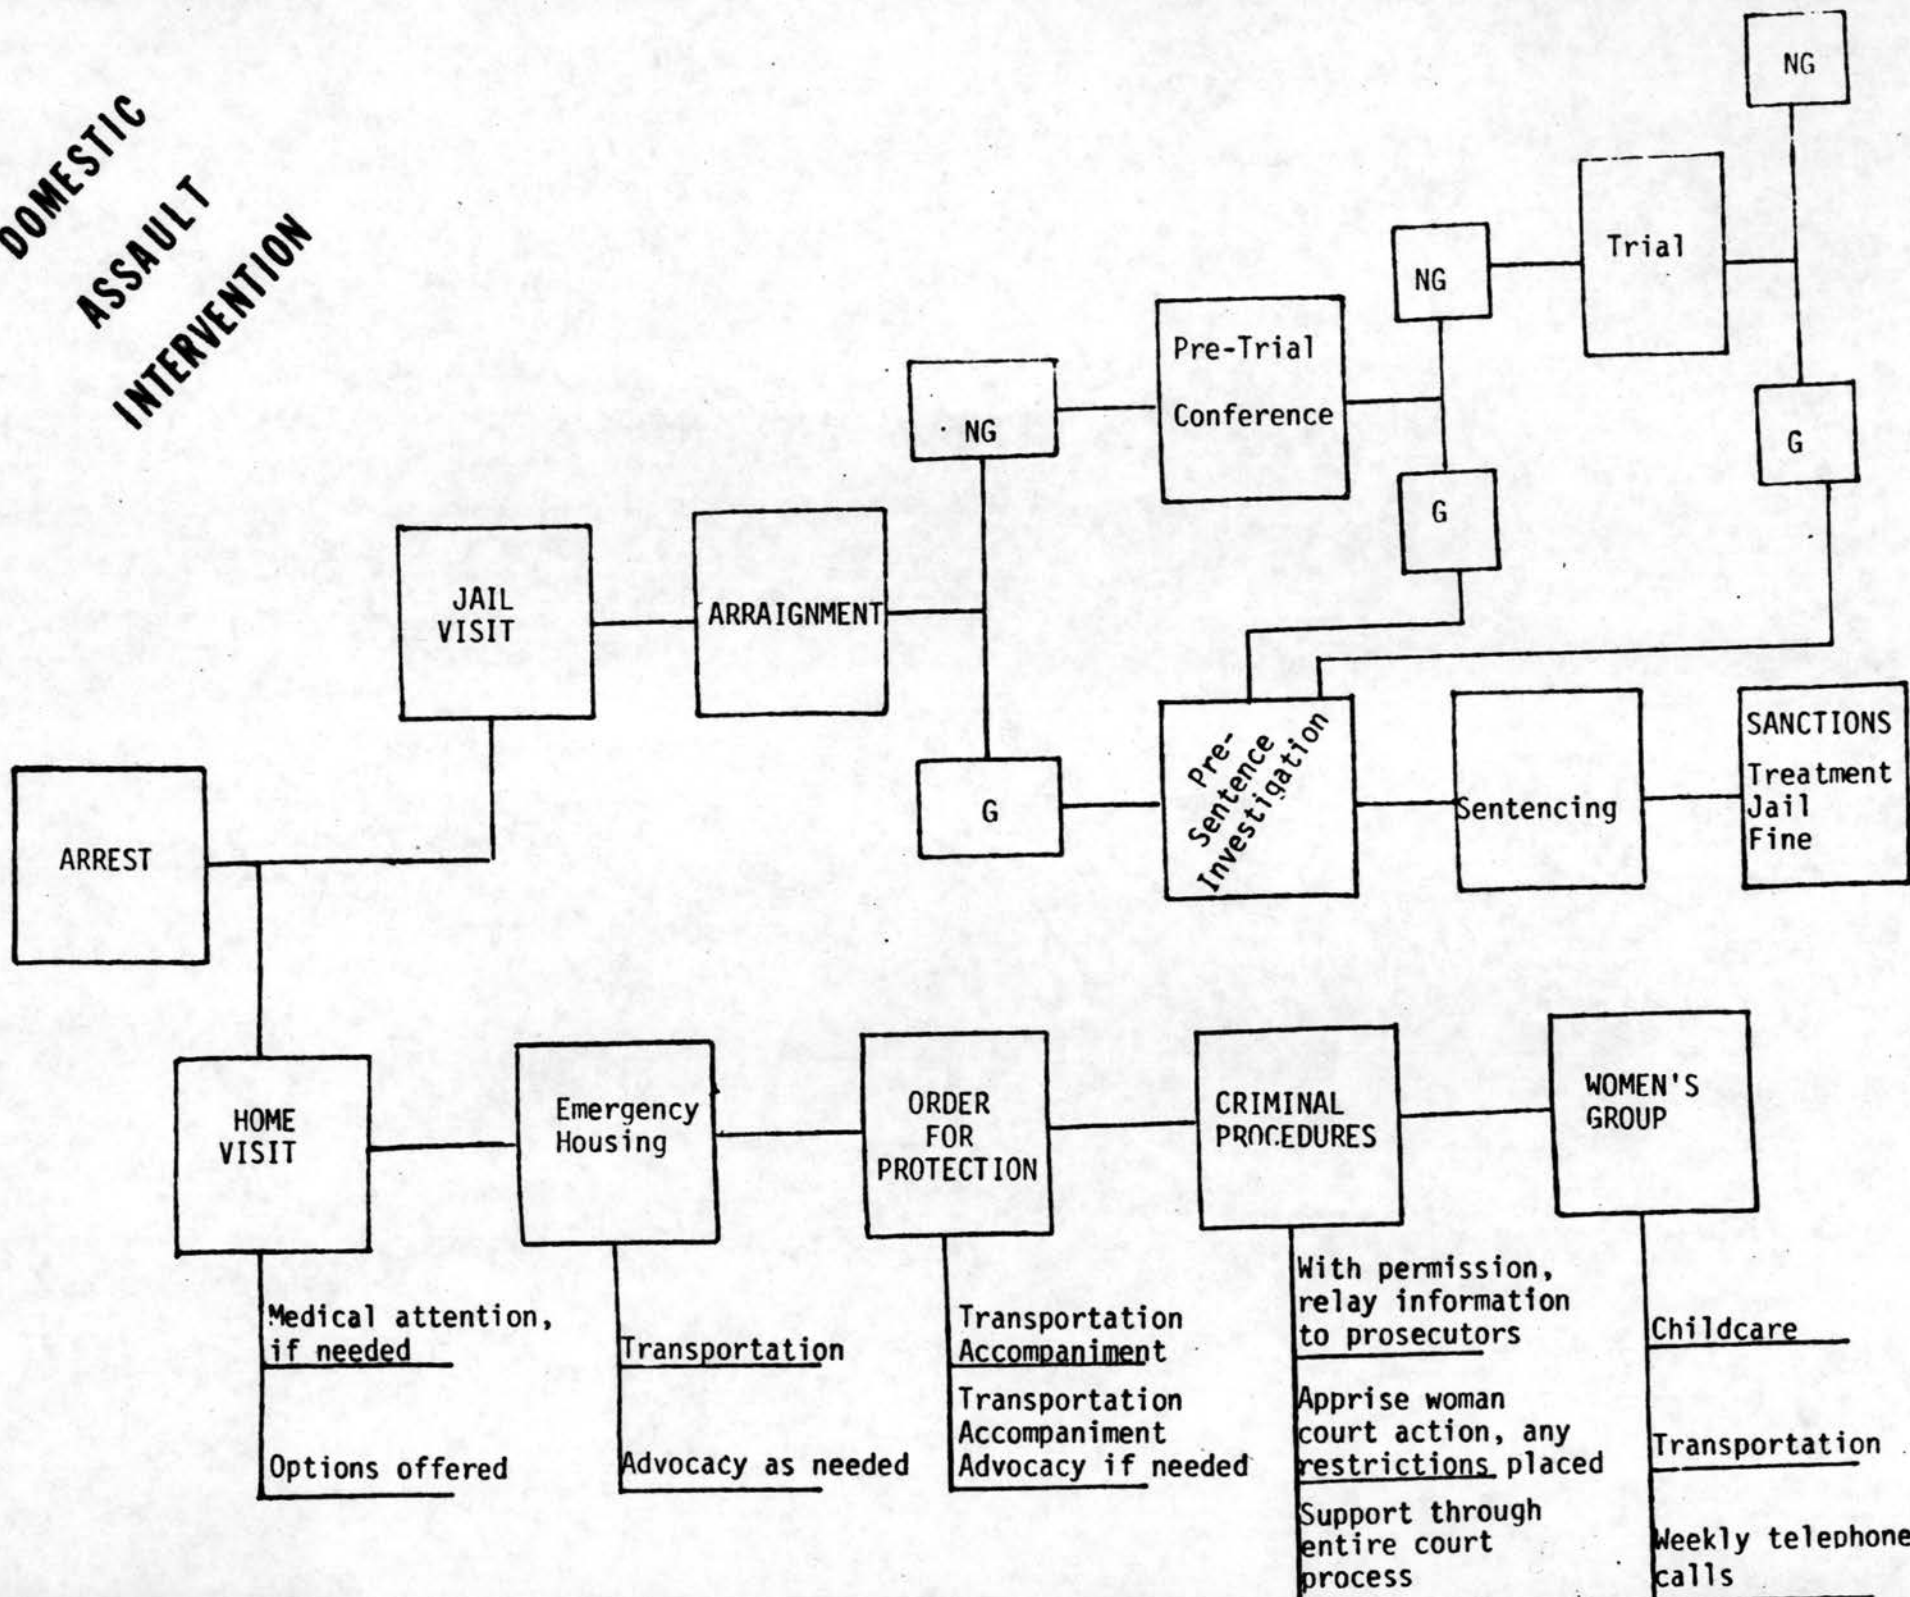 DOMESTIC
ASSAULT
INTERVENTION
NG
Trial
NG
Pre-Trial
Conference
NG
G
G
JAIL
VISIT
ARRAIGNMENT
G
Pre-
Sentence
Investigation
Sentencing
SANCTIONS
Treatment
Jail
Fine
ARREST
HOME
VISIT
Medical attention,
if needed
Options offered
Emergency
Housing
Transportation
Advocacy as needed
ORDER
FOR
PROTECTION
Transportation
Accompaniment
Transportation
Accompaniment
Advocacy if needed
CRIMINAL
PROCEDURES
With permission,
relay information
to prosecutors
Apprise woman
court action, any
restrictions placed
Support through
entire court
process
WOMEN'S
GROUP
Childcare
Transportation
Weekly telephone
calls